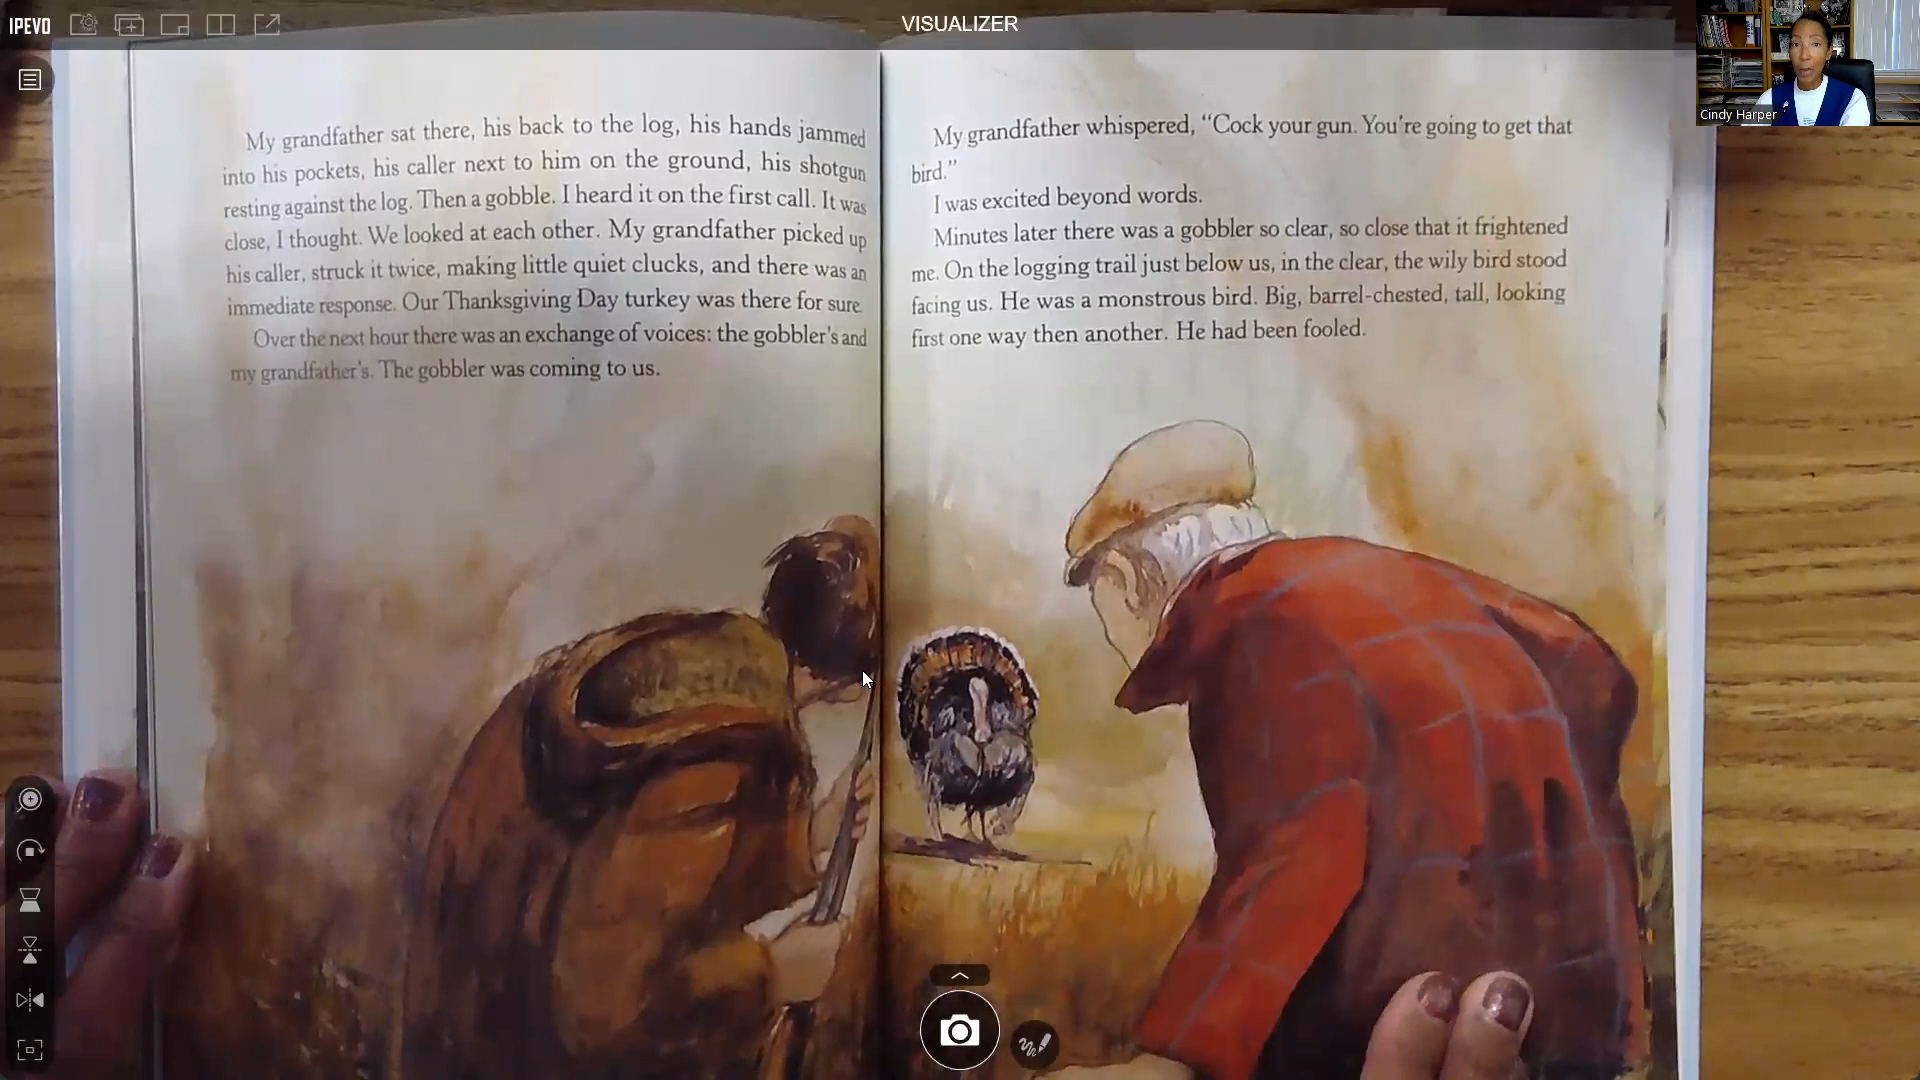 IPEVO
VISUALIZER
Cindy Harper
My grandfather sat there, his back to the log, his hands jammed
into his pockets, his caller next to him on the ground, his shotgun
resting against the log. Then a gobble. I heard it on the first call. It was
close, I thought. We looked at each other. My grandfather picked up
his caller, struck it twice, making little quiet clucks, and there was an
immediate response. Our Thanksgiving Day turkey was there for sure.
Over the next hour there was an exchange of voices: the gobbler's and
my grandfather's. The gobbler was coming to us.
My grandfather whispered, “Cock your gun. You're going to get that
bird.”
I was excited beyond words.
Minutes later there was a gobbler so clear, so close that it frightened
me. On the logging trail just below us, in the clear, the wily bird stood
facing us. He was a monstrous bird. Big, barrel-chested, tall, looking
first one way then another. He had been fooled.